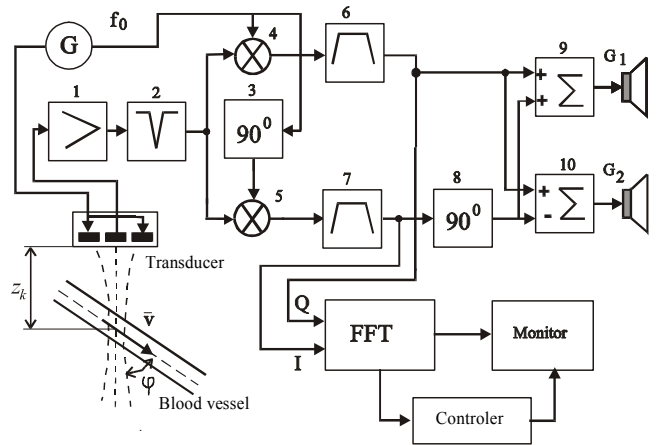 f₀
6
G
4
9
G₁
1
2
3
+
+
Σ
90⁰
10
G₂
5
7
8
+
-
Σ
90⁰
Transducer
zₖ
Q
v̄
FFT
Monitor
I
φ
Blood vessel
Controler